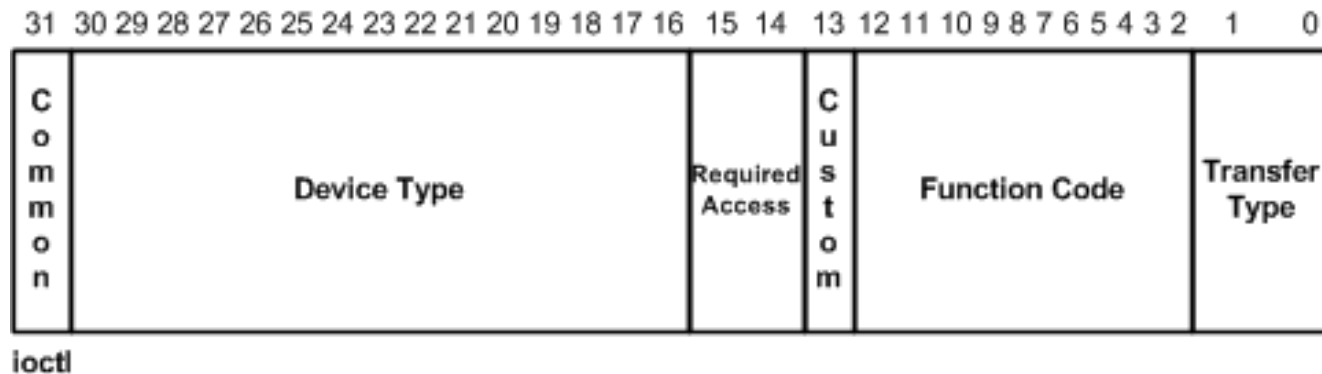 31 30 29 28 27 26 25 24 23 22 21 20 19 18 17 16 15 14 13 12 11 10 9 8 7 6 5 4 3 2 1 0
Common
Device Type
Required
Access
Custom
Function Code
Transfer
Type
ioctl